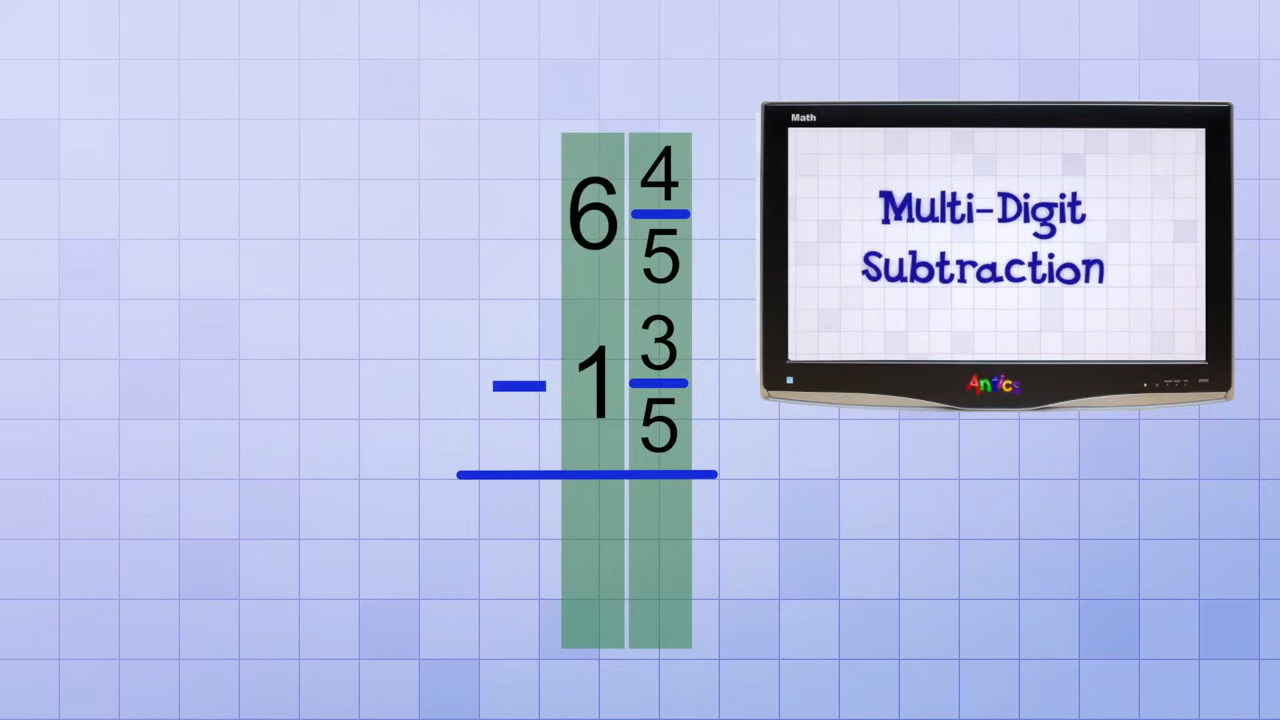 6 4/5
- 1 3/5
Math
Multi-Digit
Subtraction
Antics